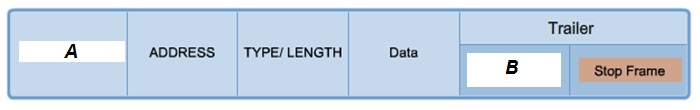 Trailer
A
ADDRESS
TYPE/ LENGTH
Data
B
Stop Frame